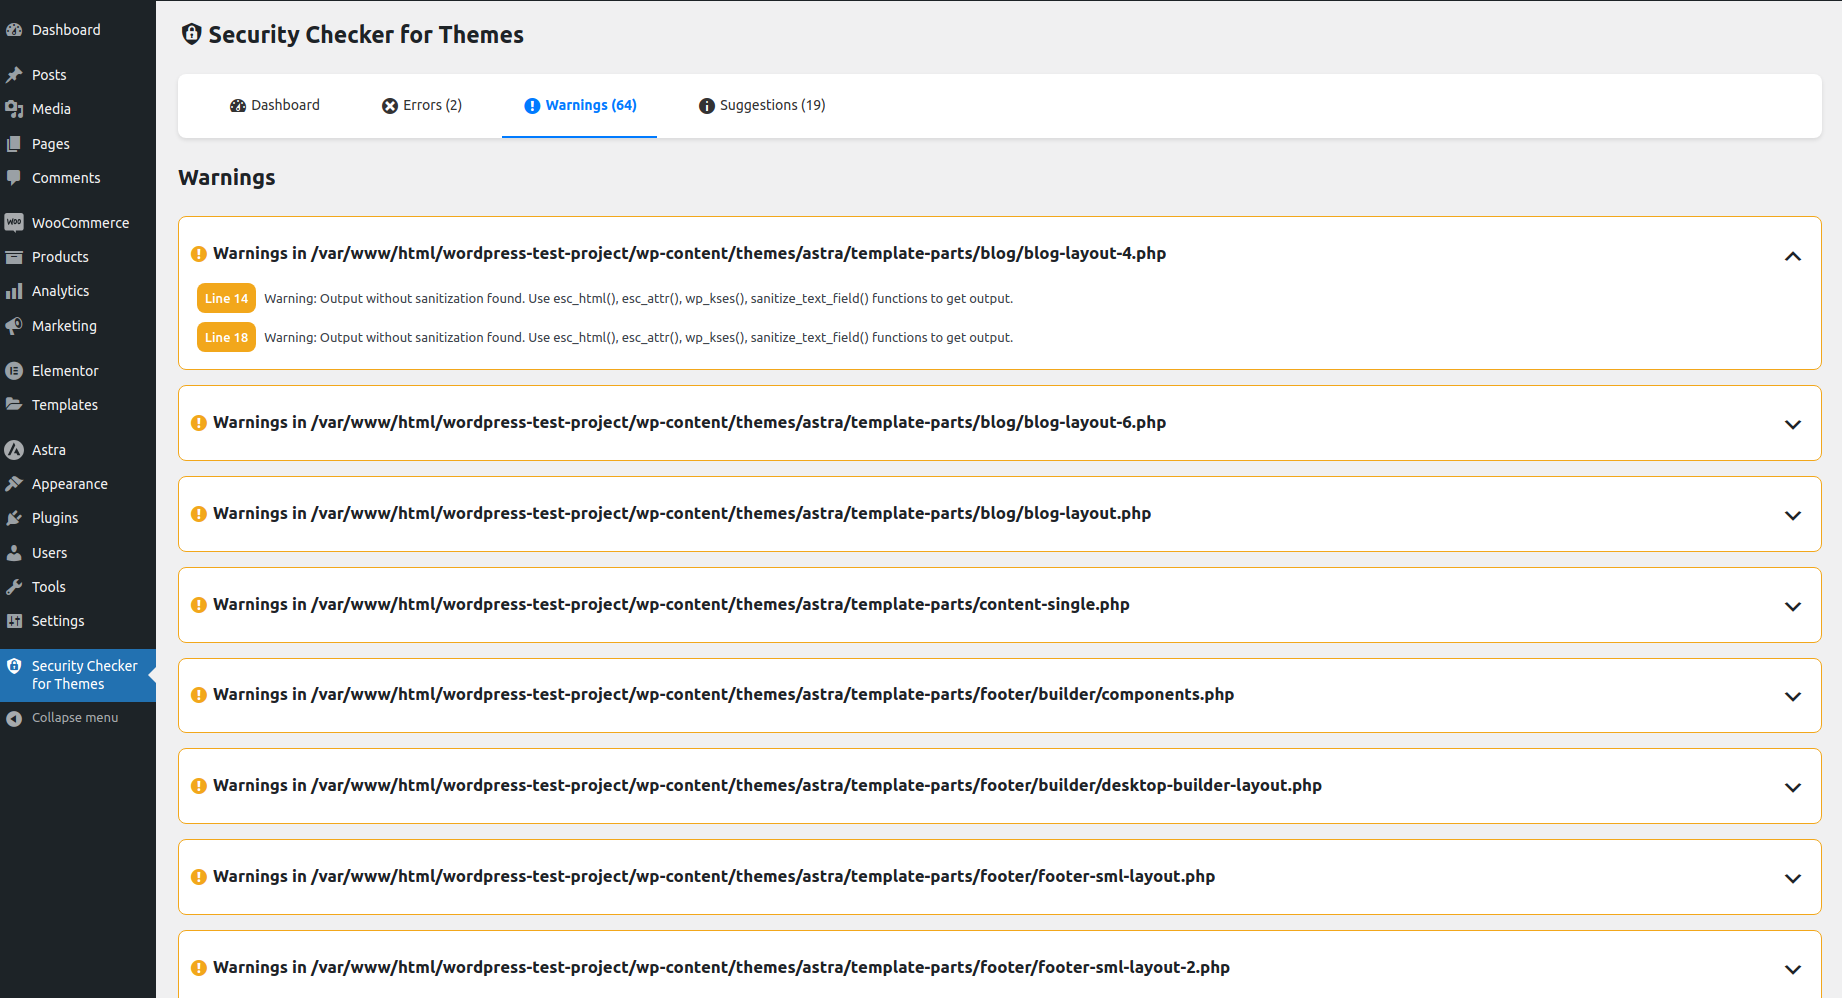 Dashboard
Posts
Media
Pages
Comments
WooCommerce
Products
Analytics
Marketing
Elementor
Templates
Astra
Appearance
Plugins
Users
Tools
Settings
Security Checker
for Themes
Collapse menu
Security Checker for Themes
Dashboard
Errors (2)
Warnings (64)
Suggestions (19)
Warnings
Warnings in /var/www/html/wordpress-test-project/wp-content/themes/astra/template-parts/blog/blog-layout-4.php
Line 14 Warning: Output without sanitization found. Use esc_html(), esc_attr(), wp_kses(), sanitize_text_field() functions to get output.
Line 18 Warning: Output without sanitization found. Use esc_html(), esc_attr(), wp_kses(), sanitize_text_field() functions to get output.
Warnings in /var/www/html/wordpress-test-project/wp-content/themes/astra/template-parts/blog/blog-layout-6.php
Warnings in /var/www/html/wordpress-test-project/wp-content/themes/astra/template-parts/blog/blog-layout.php
Warnings in /var/www/html/wordpress-test-project/wp-content/themes/astra/template-parts/content-single.php
Warnings in /var/www/html/wordpress-test-project/wp-content/themes/astra/template-parts/footer/builder/components.php
Warnings in /var/www/html/wordpress-test-project/wp-content/themes/astra/template-parts/footer/builder/desktop-builder-layout.php
Warnings in /var/www/html/wordpress-test-project/wp-content/themes/astra/template-parts/footer/footer-sml-layout.php
Warnings in /var/www/html/wordpress-test-project/wp-content/themes/astra/template-parts/footer/footer-sml-layout-2.php